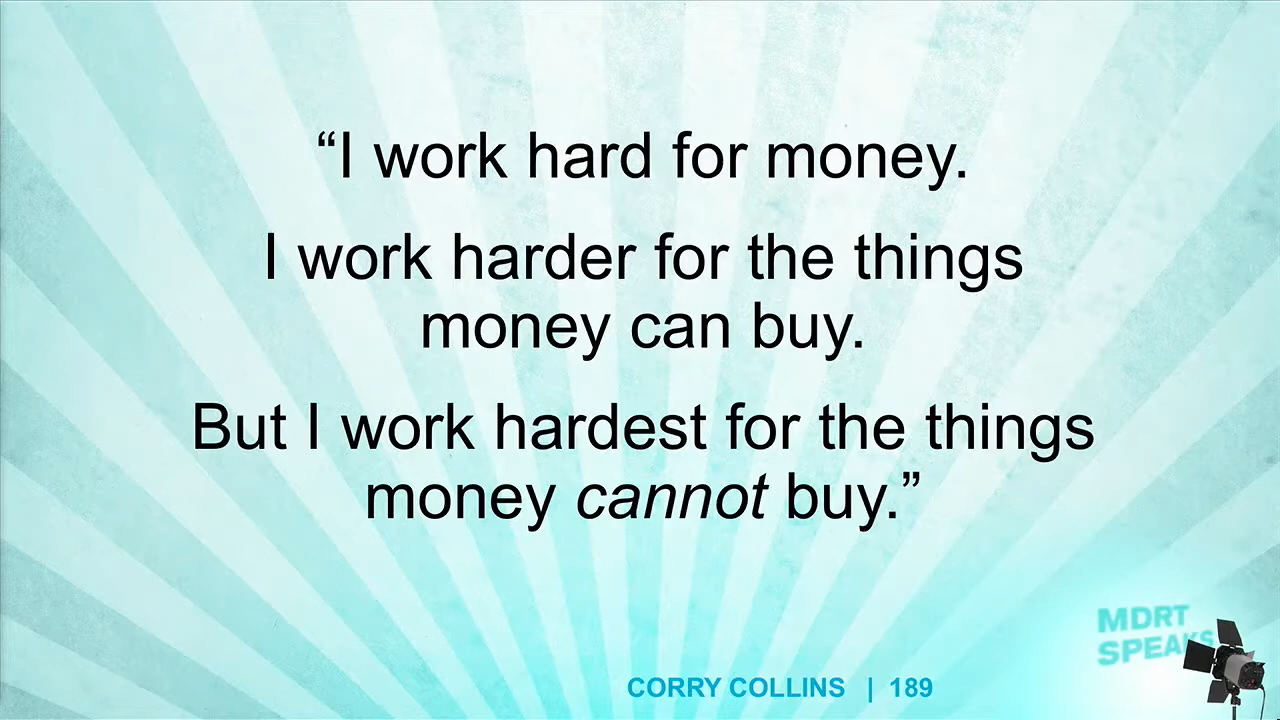 “I work hard for money.
I work harder for the things
money can buy.
But I work hardest for the things
money cannot buy.”
MDRT
SPEAKS
CORRY COLLINS | 189